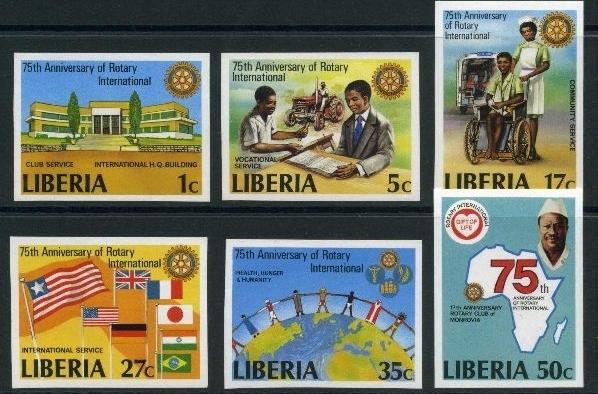 75th Anniversary of Rotary
International
CLUB SERVICE INTERNATIONAL H.Q. BUILDING
LIBERIA 1c
75th Anniversary of Rotary
International
VOCATIONAL
SERVICE
LIBERIA 5c
75th Anniversary
of Rotary
International
COMMUNITY SERVICE
LIBERIA 17c
75th Anniversary of Rotary
International
INTERNATIONAL SERVICE
LIBERIA 27c
75th Anniversary of Rotary
International
HEALTH, HUNGER
& HUMANITY
LIBERIA 35c
ROTARY INTERNATIONAL
GIFT OF
LIFE
75th
ANNIVERSARY
OF ROTARY
INTERNATIONAL
17th ANNIVERSARY
ROTARY CLUB of
MONROVIA
LIBERIA 50c